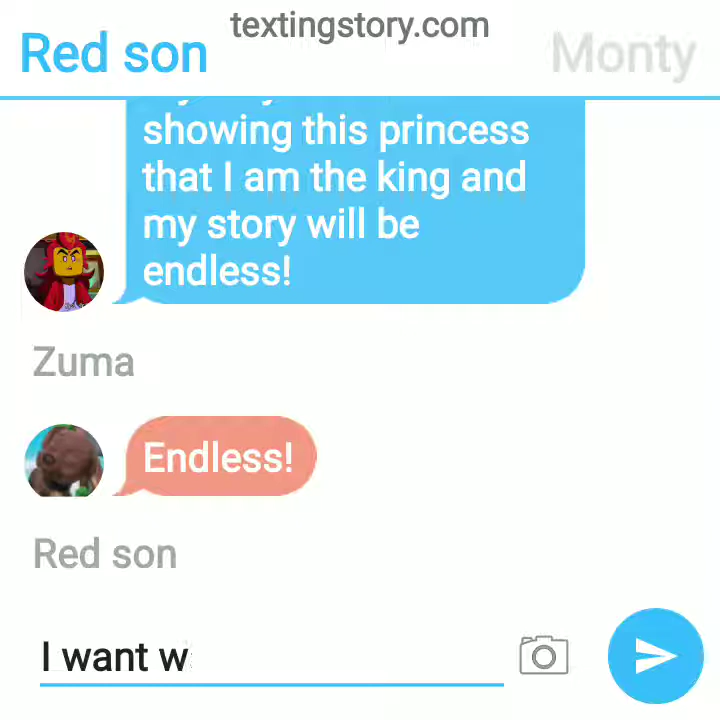 textingstory.com
Red son
Monty
showing this princess
that I am the king and
my story will be
endless!
Zuma
Endless!
Red son
I want w